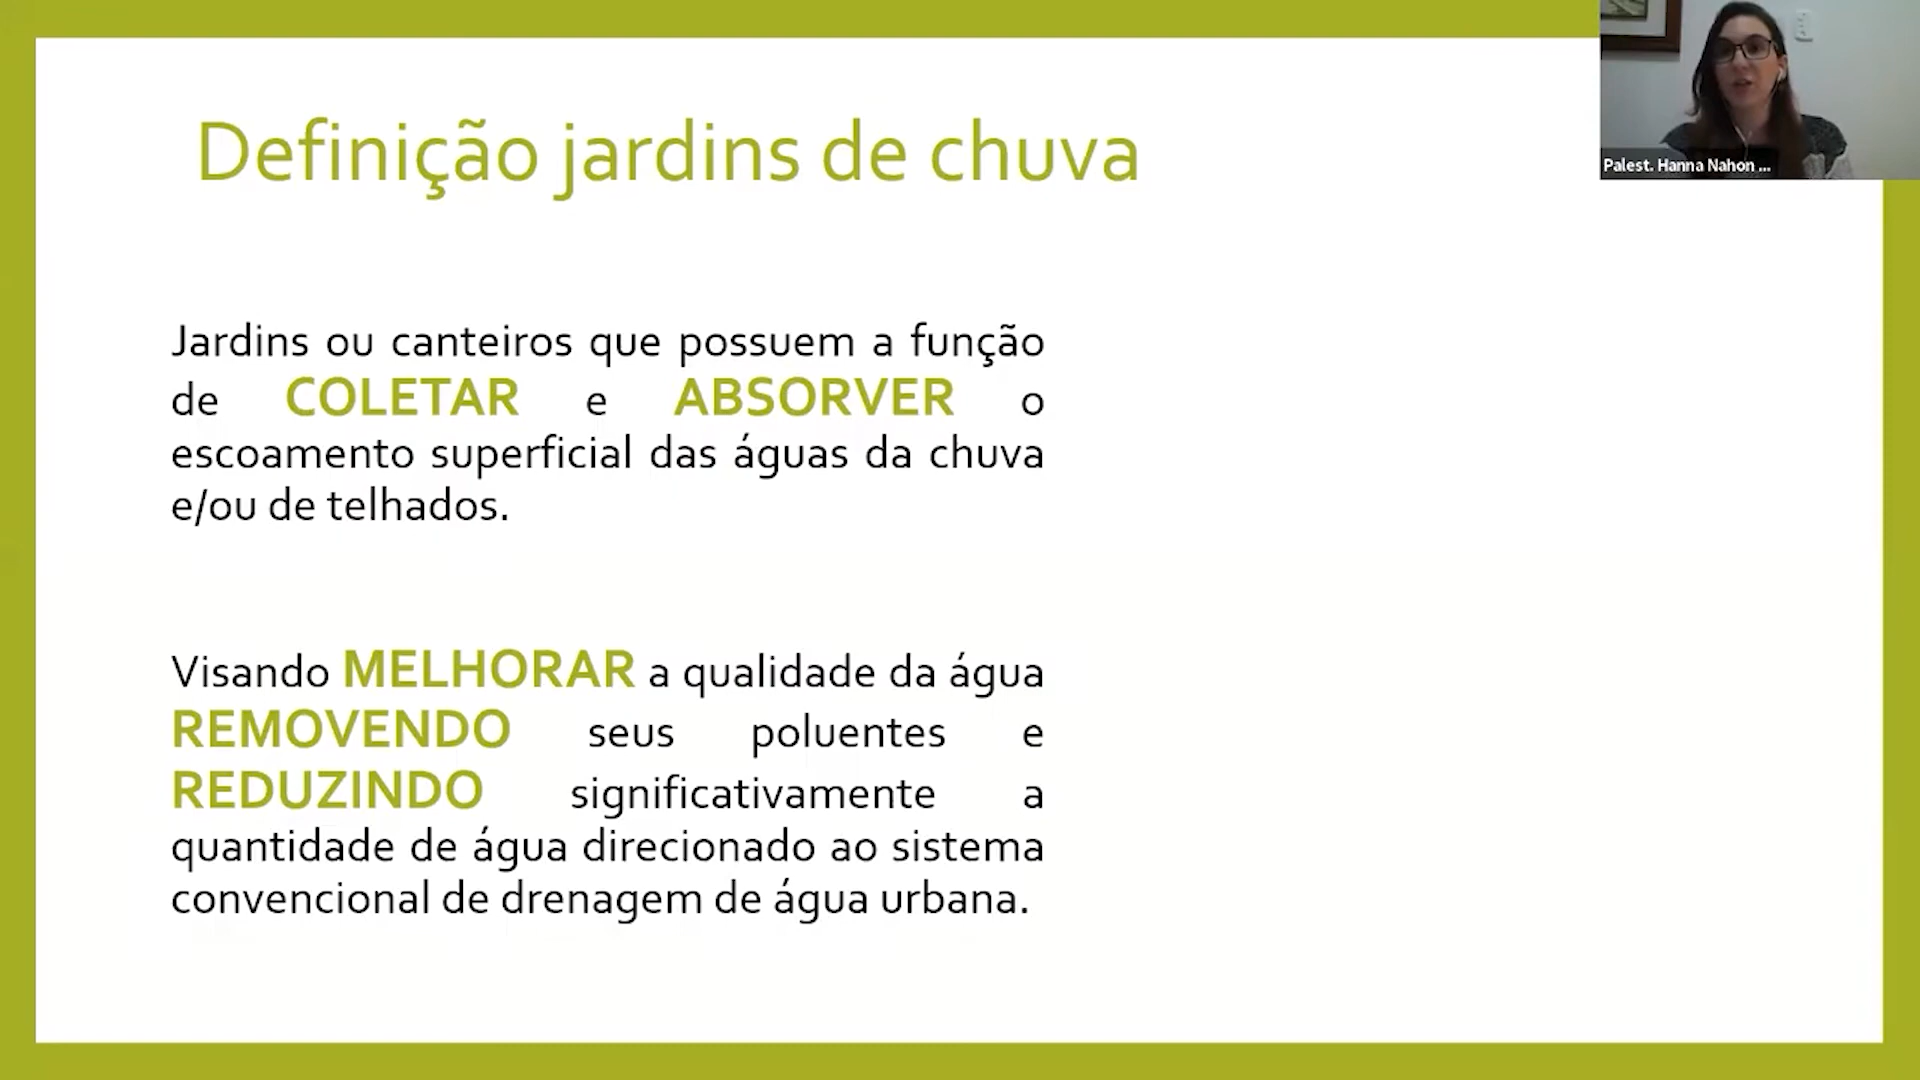 Definição jardins de chuva
Palest. Hanna Nahon ...
Jardins ou canteiros que possuem a função
de COLETAR e ABSORVER o
escoamento superficial das águas da chuva
e/ou de telhados.
Visando MELHORAR a qualidade da água
REMOVENDO seus poluentes e
REDUZINDO significativamente a
quantidade de água direcionado ao sistema
convencional de drenagem de água urbana.